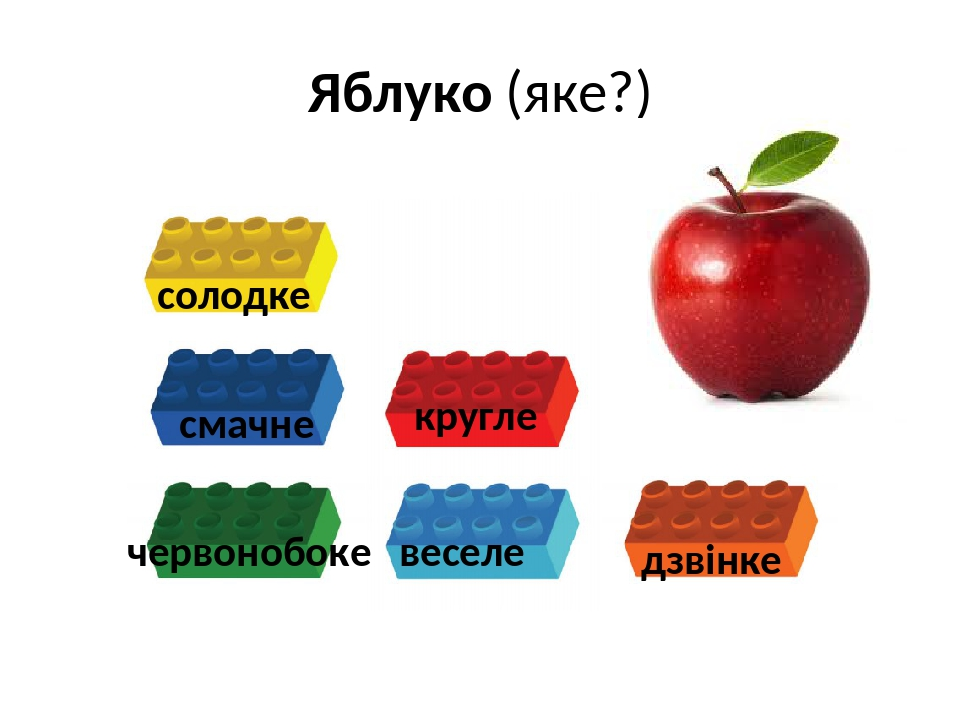 Яблуко (яке?)
солодке
смачне
кругле
червонобоке
веселе
дзвінке